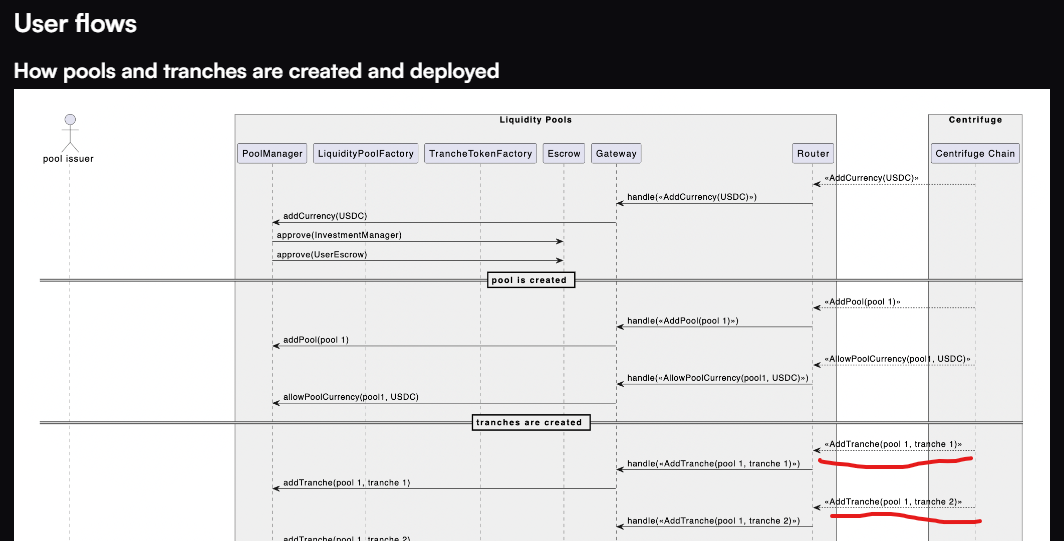 User flows
How pools and tranches are created and deployed
Liquidity Pools
Centrifuge
pool issuer
PoolManager
LiquidityPoolFactory
TrancheTokenFactory
Escrow
Gateway
Router
Centrifuge Chain
«AddCurrency(USDC)»
handle(«AddCurrency(USDC)»)
addCurrency(USDC)
approve(InvestmentManager)
approve(UserEscrow)
pool is created
«AddPool(pool 1)»
handle(«AddPool(pool 1)»)
addPool(pool 1)
«AllowPoolCurrency(pool1, USDC)»
handle(«AllowPoolCurrency(pool1, USDC)»)
allowPoolCurrency(pool1, USDC)
tranches are created
«AddTranche(pool 1, tranche 1)»
handle(«AddTranche(pool 1, tranche 1)»)
addTranche(pool 1, tranche 1)
«AddTranche(pool 1, tranche 2)»
handle(«AddTranche(pool 1, tranche 2)»)
addTranche(pool 1, tranche 2)